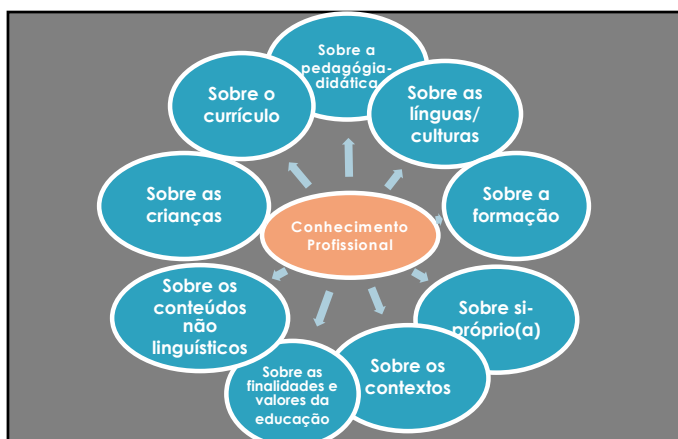 Sobre a
pedagógia-
didática
Sobre as
línguas/
culturas
Sobre a
formação
Sobre si-
próprio(a)
Sobre os
contextos
Sobre as
finalidades e
valores da
educação
Sobre os
conteúdos
não
linguísticos
Sobre as
crianças
Sobre o
currículo
Conhecimento
Profissional